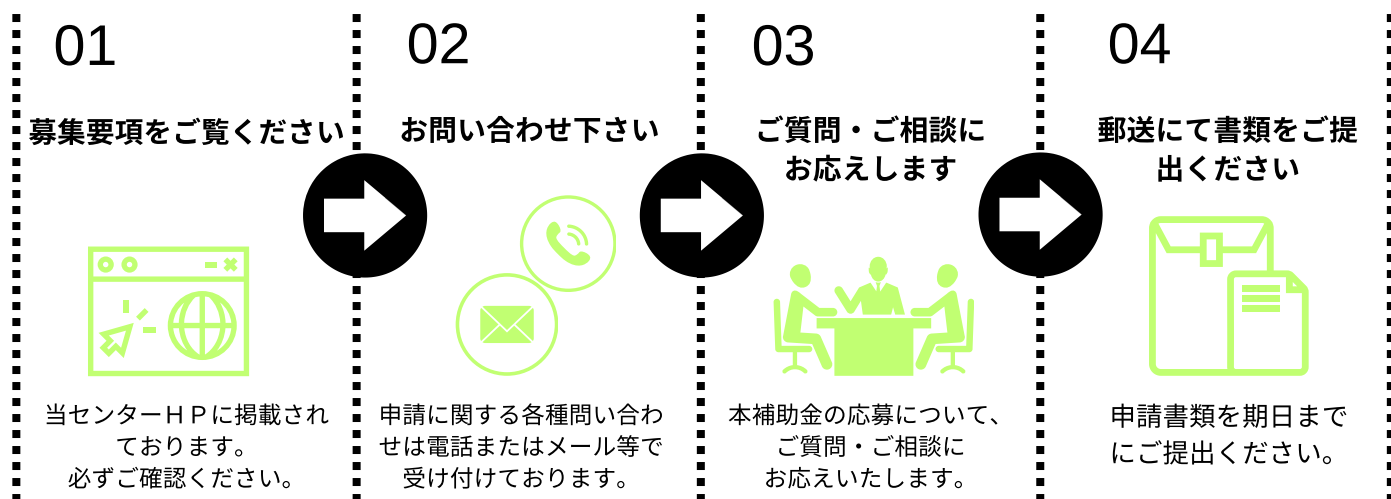 01
募集要項をご覧ください
当センターＨＰに掲載され
ております。
必ずご確認ください。
02
お問い合わせ下さい
申請に関する各種問い合わ
せは電話またはメール等で
受け付けております。
03
ご質問・ご相談に
お応えします
本補助金の応募について、
ご質問・ご相談に
お応えいたします。
04
郵送にて書類をご提
出ください
申請書類を期日まで
にご提出ください。